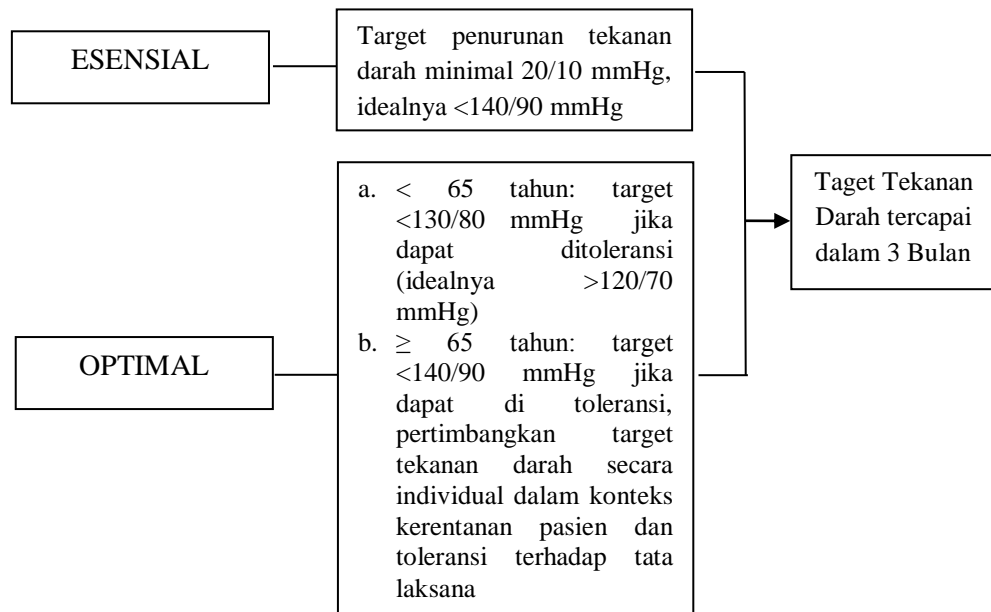 ESENSIAL
Target penurunan tekanan
darah minimal 20/10 mmHg,
idealnya <140/90 mmHg
OPTIMAL
a. < 65 tahun: target
<130/80 mmHg jika
dapat ditoleransi
(idealnya >120/70
mmHg)
b. ≥ 65 tahun: target
<140/90 mmHg jika
dapat di toleransi,
pertimbangkan target
tekanan darah secara
individual dalam konteks
kerentanan pasien dan
toleransi terhadap tata
laksana
Taget Tekanan
Darah tercapai
dalam 3 Bulan